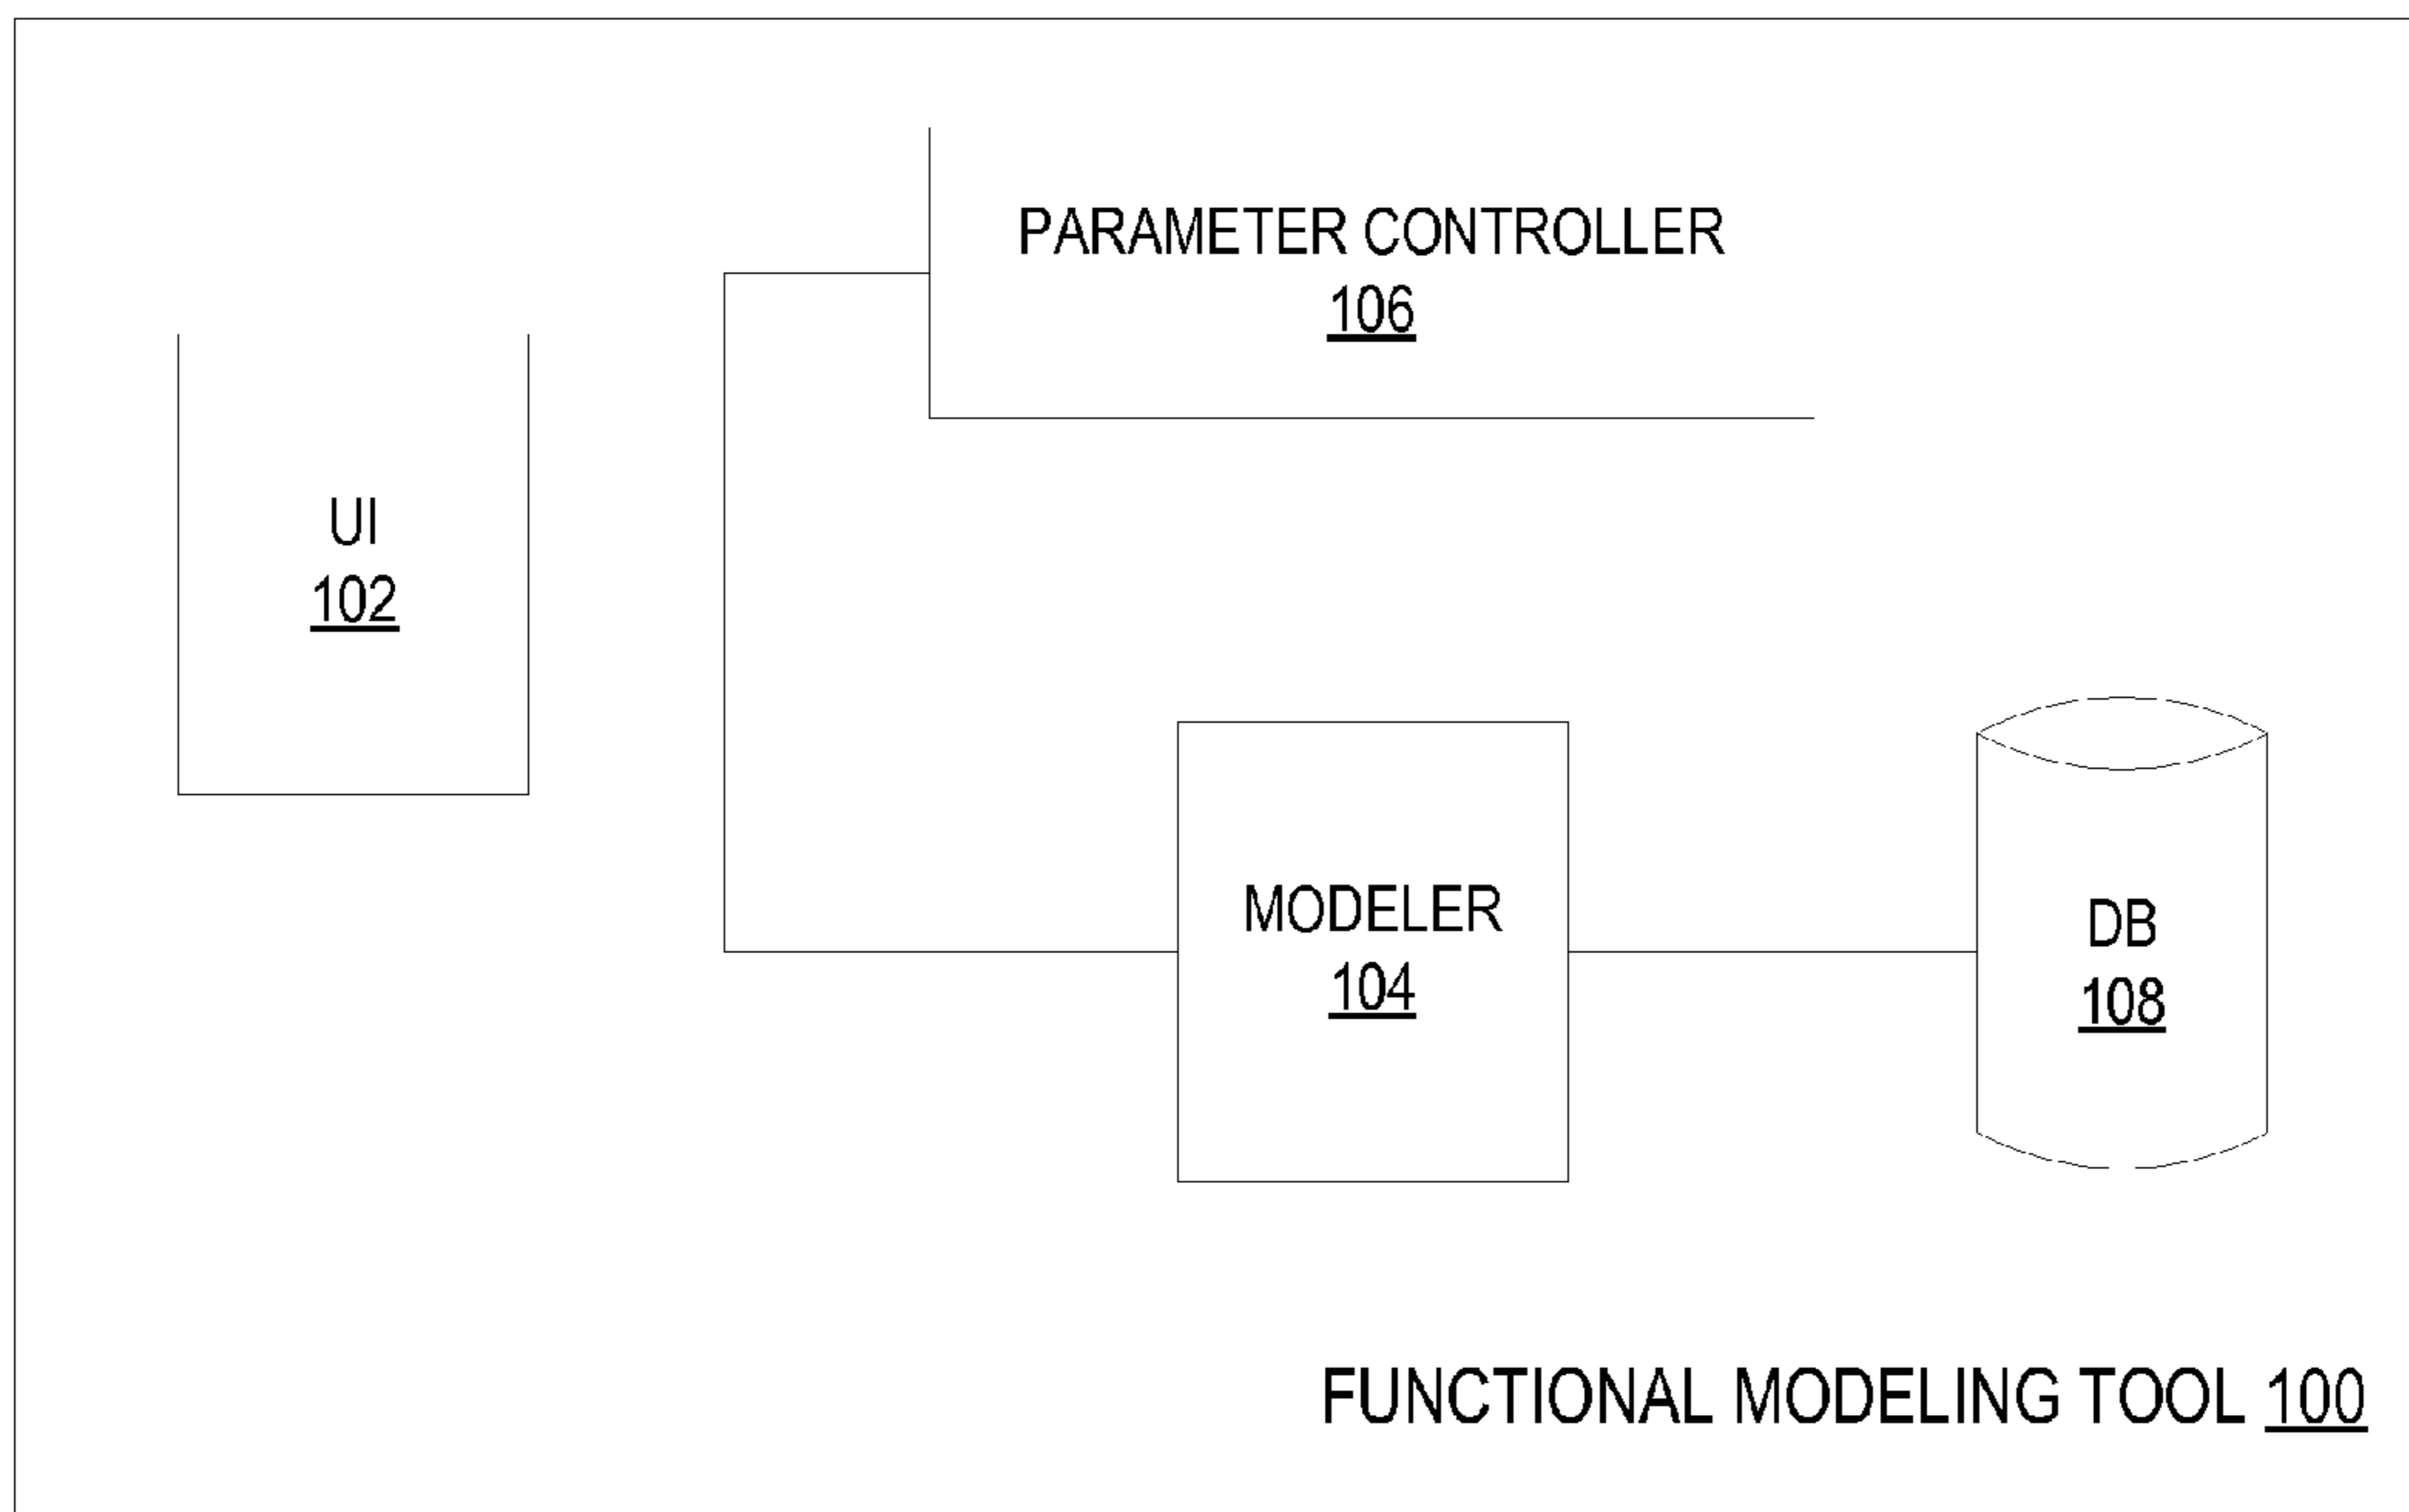 PARAMETER CONTROLLER
106
UI
102
MODELER
104
DB
108
FUNCTIONAL MODELING TOOL 100